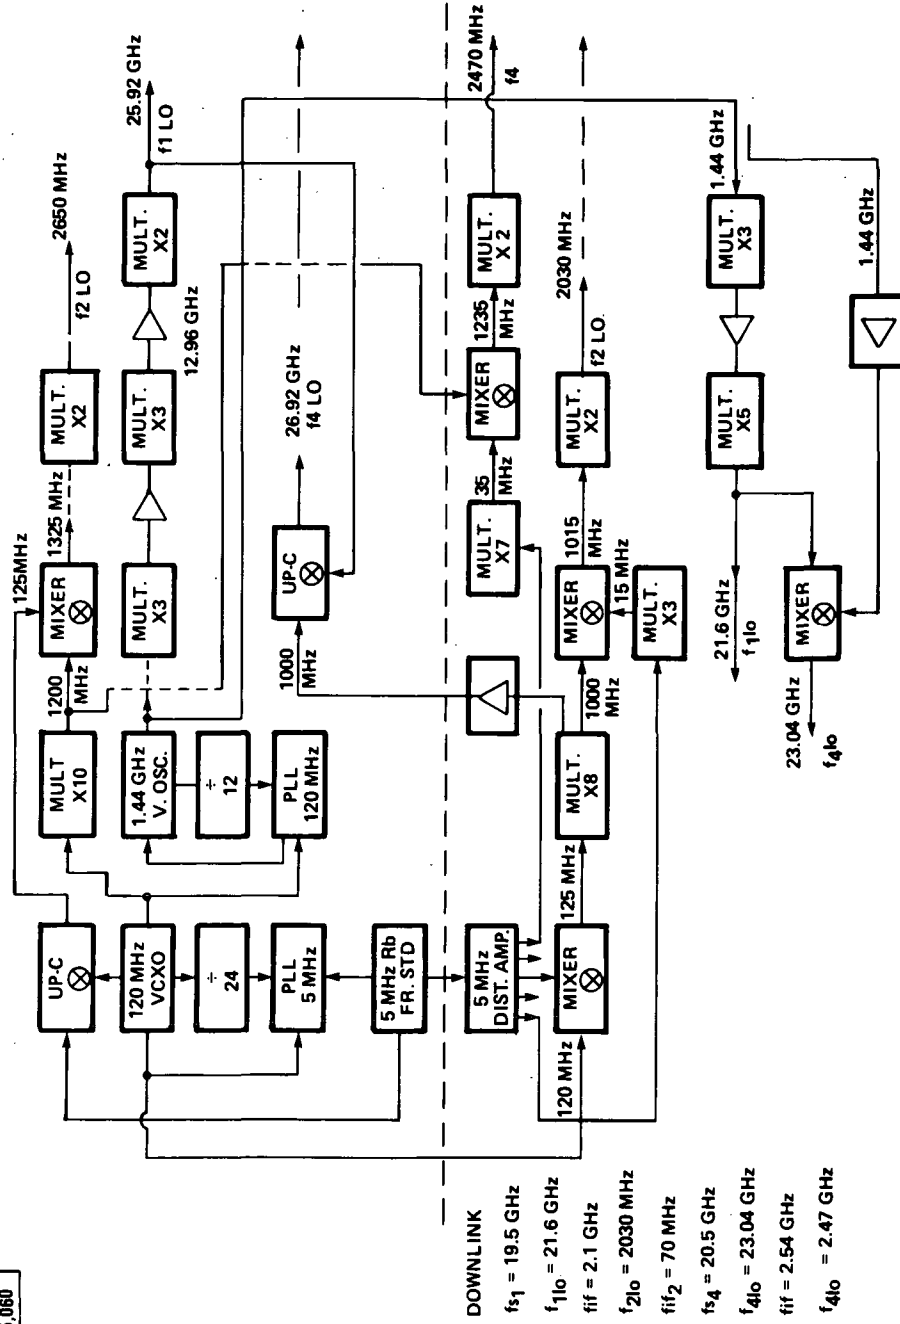 ,060
125MHz
UP-C
MULT
X10
1200
MHz
MIXER
1325 MHz
MULT.
X2
f2 LO
2650 MHz
120 MHz
VCXO
1.44 GHz
V. OSC.
MULT.
X3
MULT.
X3
12.96 GHz
MULT.
X2
25.92 GHz
f1 LO
÷
24
÷
12
PLL
5 MHz
PLL
120 MHz
1000
MHz
UP-C
26.92 GHz
f4 LO
5 MHz Rb
FR. STD
DOWNLINK
fs1 = 19.5 GHz
f1lo = 21.6 GHz
fif = 2.1 GHz
f2lo = 2030 MHz
fif2 = 70 MHz
fs4 = 20.5 GHz
f4lo = 23.04 GHz
fif = 2.54 GHz
f4lo = 2.47 GHz
5 MHz
DIST. AMP.
MULT.
X7
35
MHz
MIXER
1235
MHz
MULT.
X 2
2470 MHz
f4
120 MHz
MIXER
125 MHz
MULT.
X8
1000
MHz
MIXER
1015
MHz
MULT.
X2
f2 LO
2030 MHz
15 MHz
MULT.
X3
21.6 GHz
f1lo
MULT.
X5
MULT.
X3
1.44 GHz
23.04 GHz
f4lo
MIXER
1.44 GHz